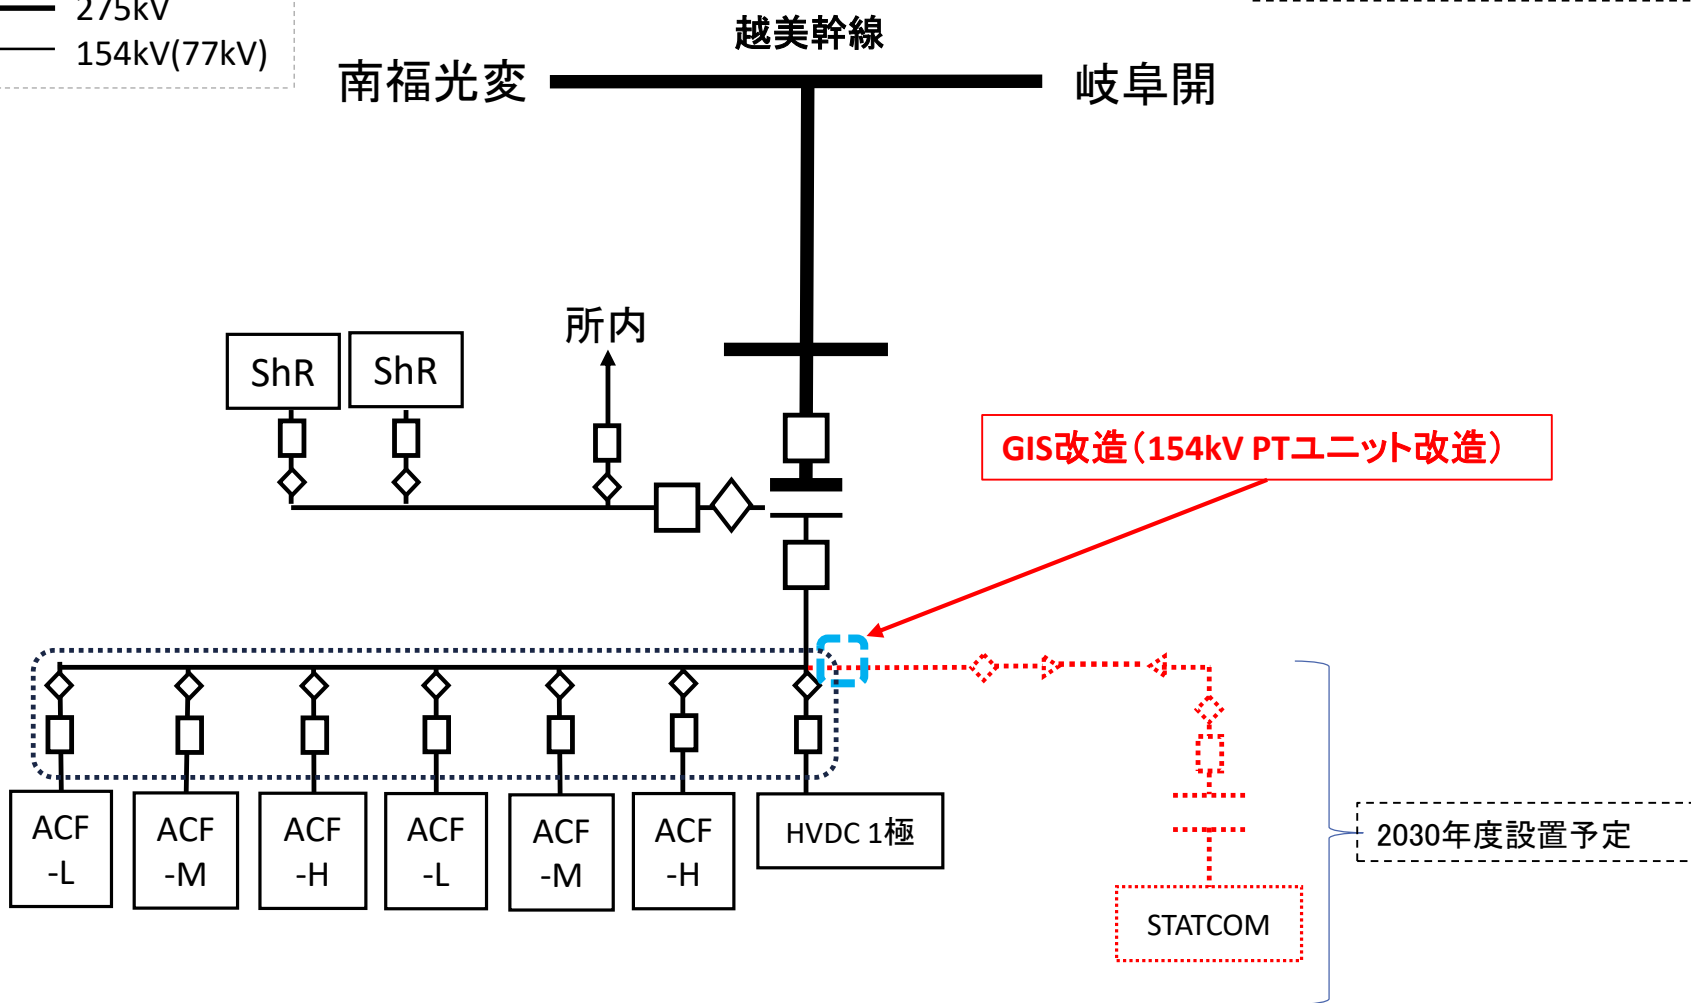 275kV
154kV(77kV)
越美幹線
南福光変
岐阜開
所内
ShR
ShR
GIS改造(154kV PTユニット改造)
ACF
-L
ACF
-M
ACF
-H
ACF
-L
ACF
-M
ACF
-H
HVDC 1極
2030年度設置予定
STATCOM